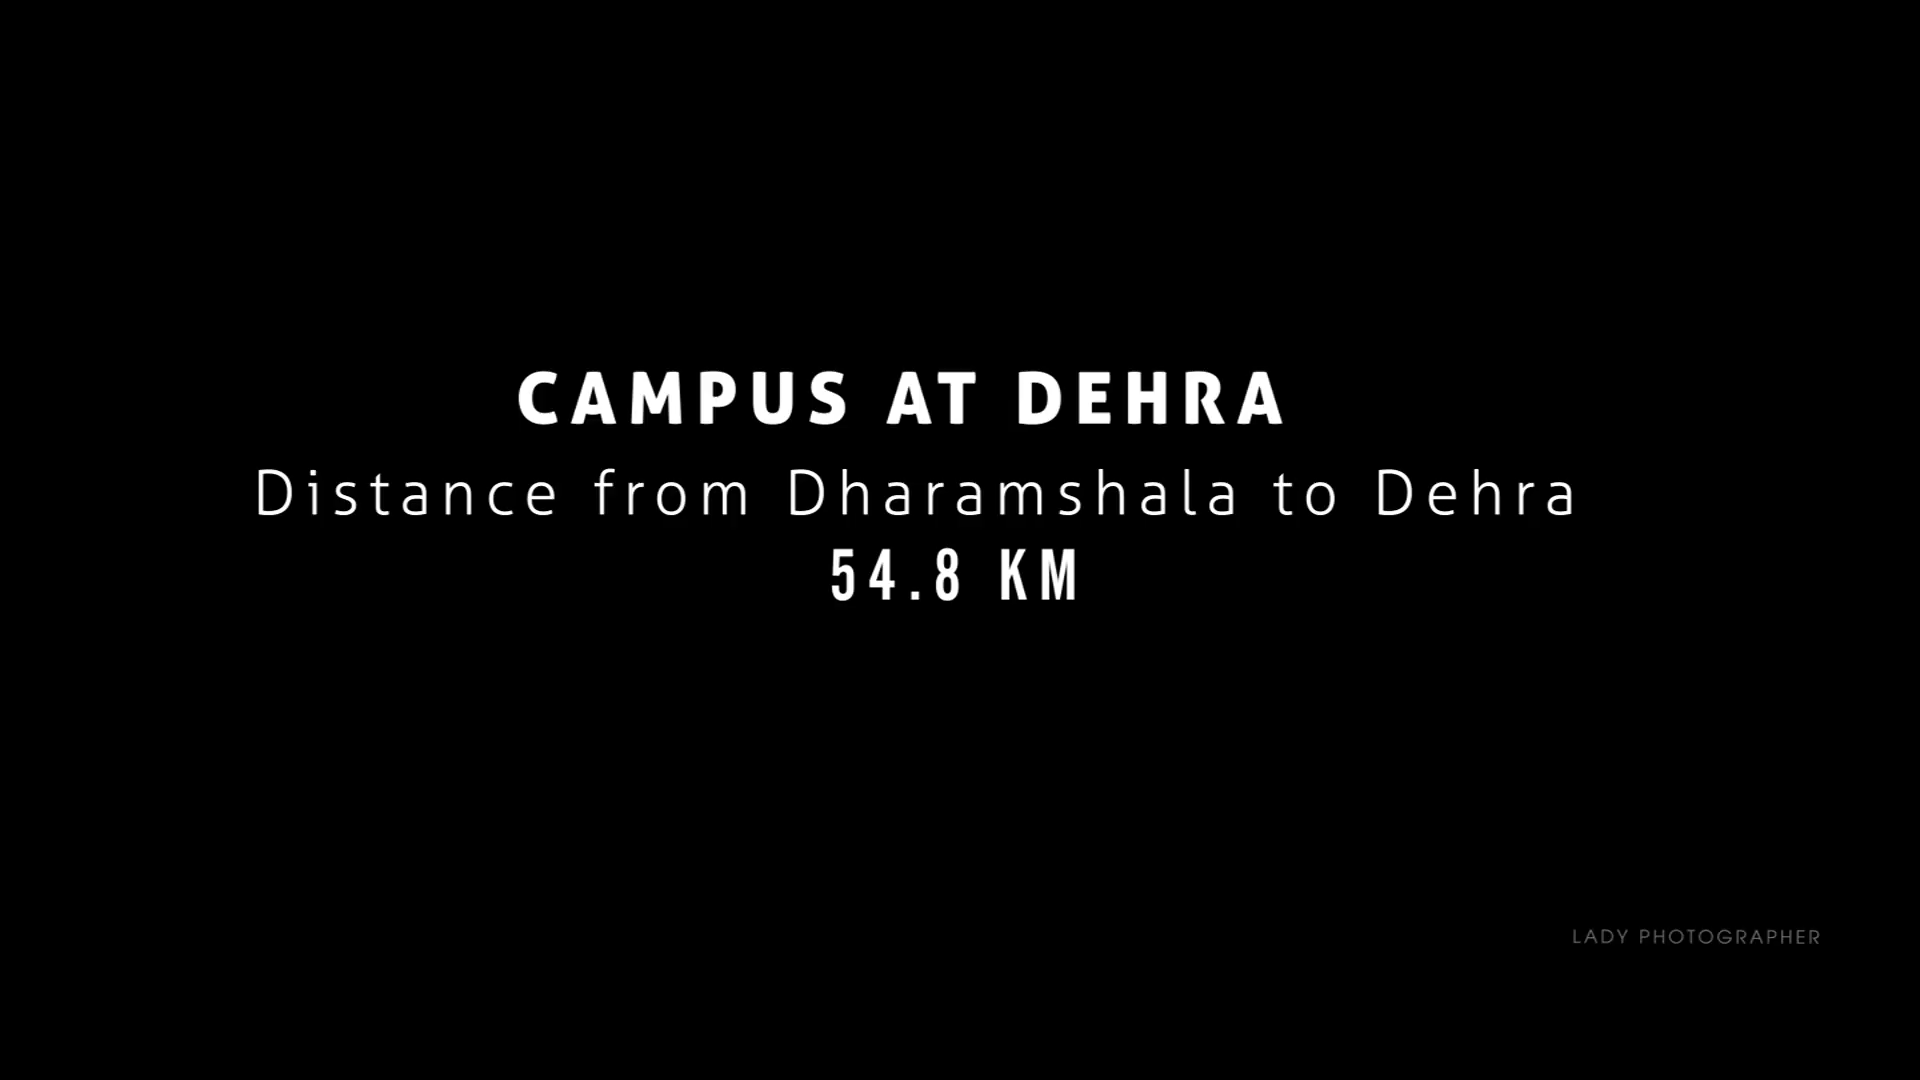 CAMPUS AT DEHRA
Distance from Dharamshala to Dehra
54.8 KM
LADY PHOTOGRAPHER